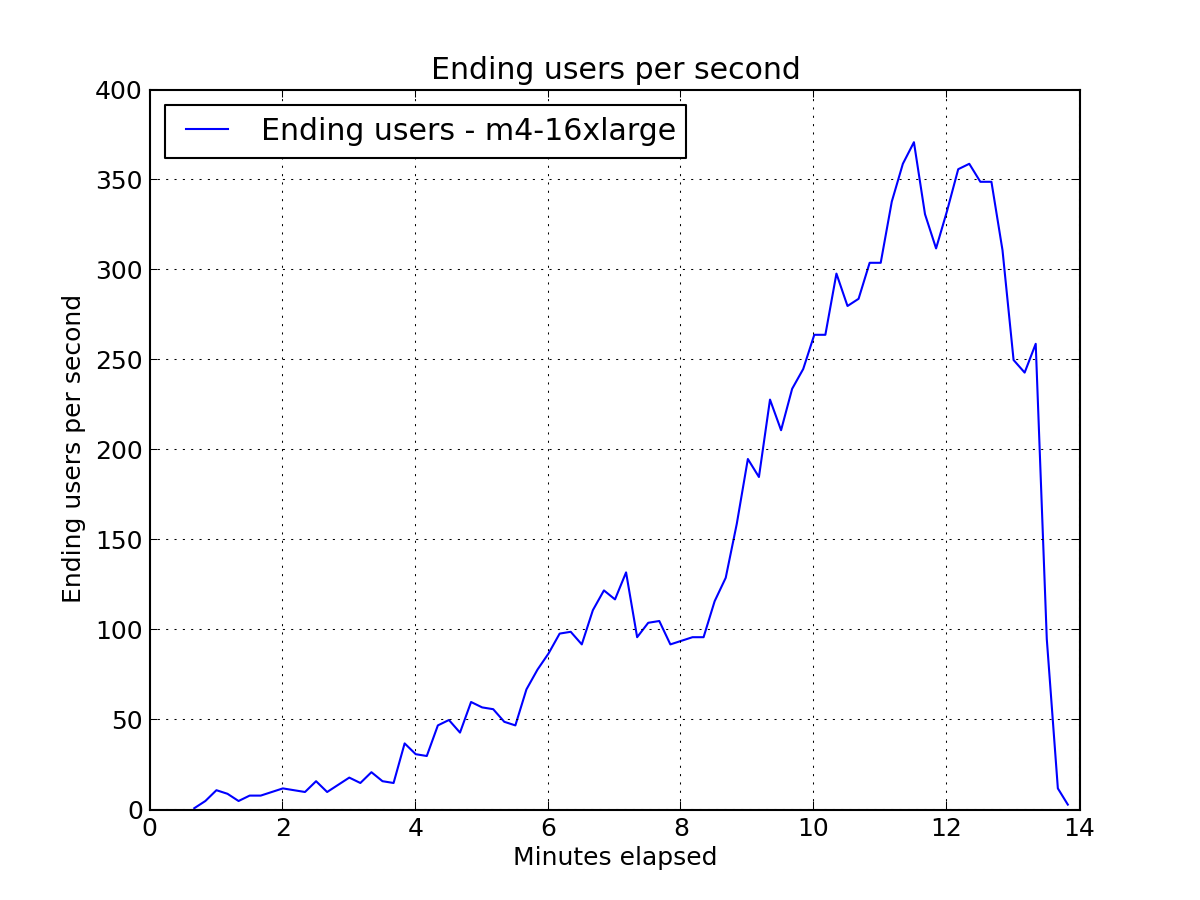 Ending users per second
Ending users - m4-16xlarge
Ending users per second
400
350
300
250
200
150
100
50
0
0 2 4 6 8 10 12 14
Minutes elapsed